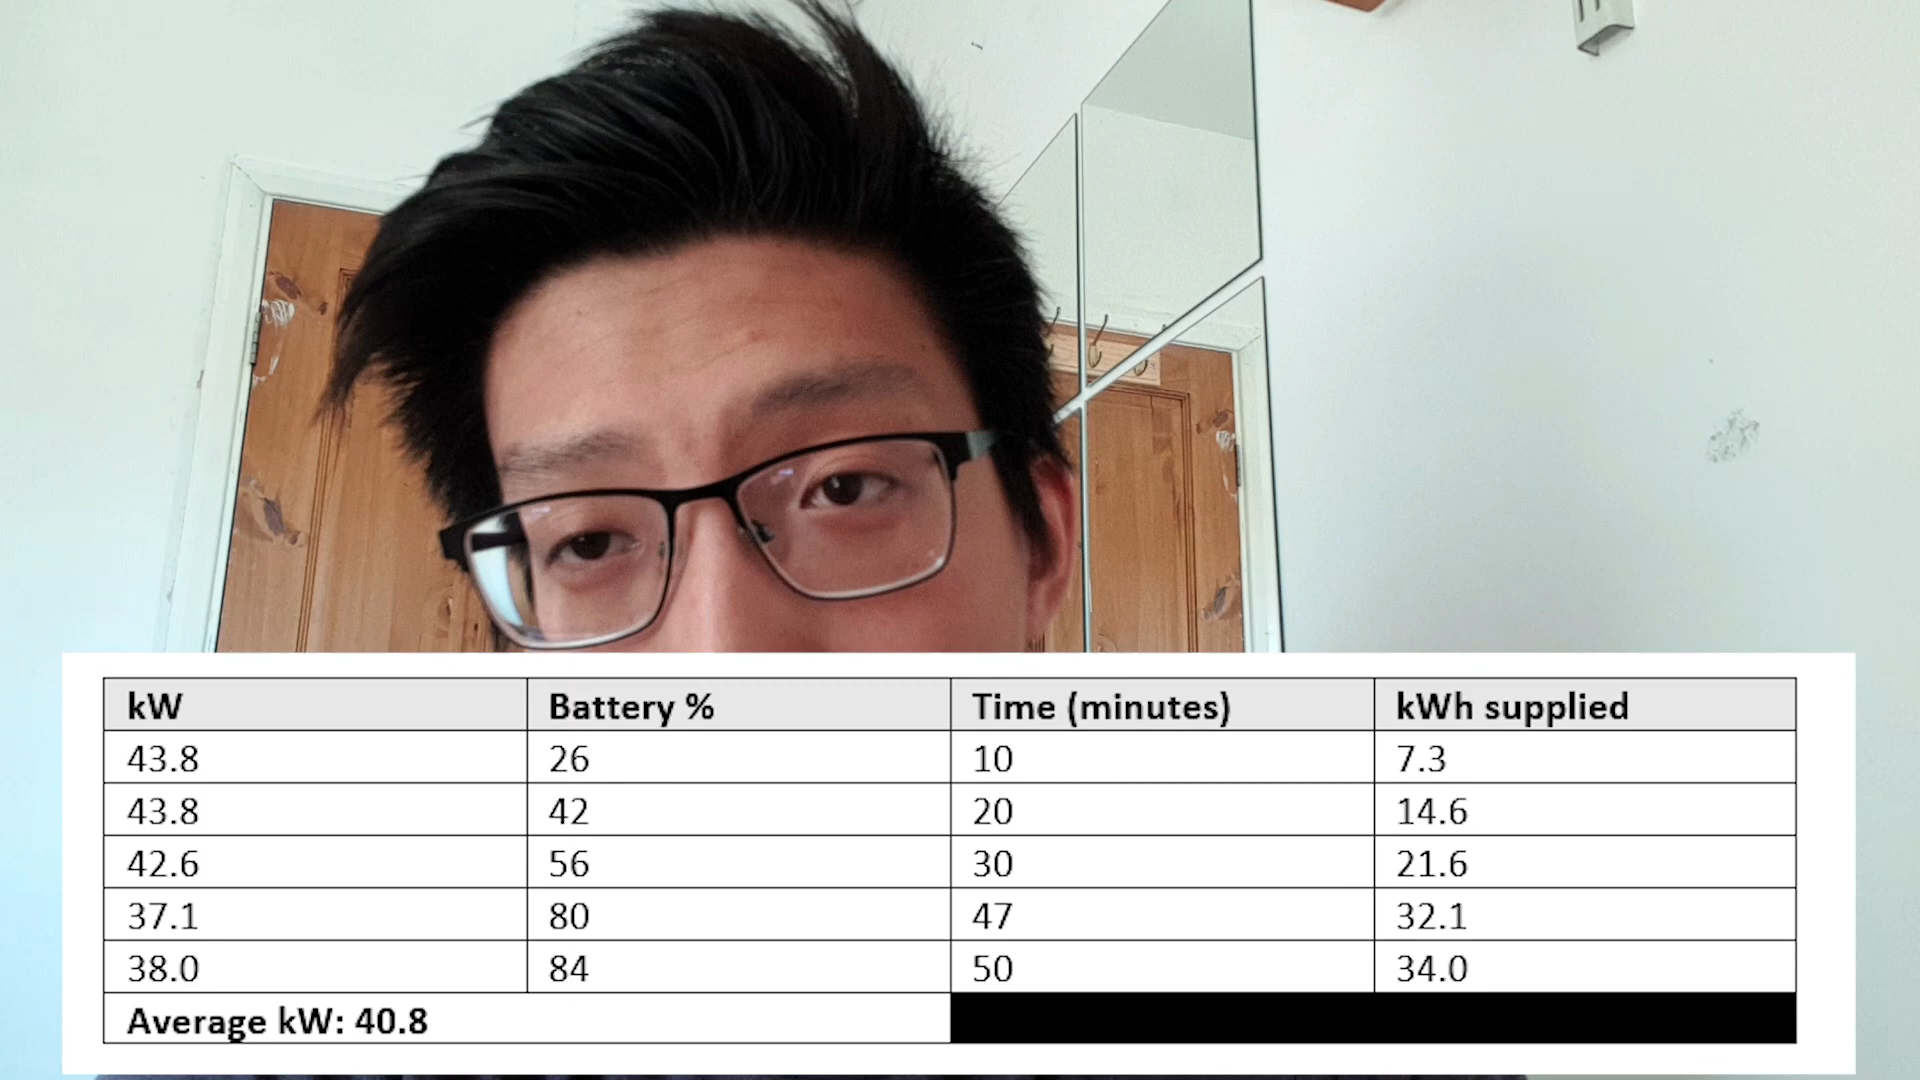 kW Battery % Time (minutes) kWh supplied
43.8 26 10 7.3
43.8 42 20 14.6
42.6 56 30 21.6
37.1 80 47 32.1
38.0 84 50 34.0
Average kW: 40.8